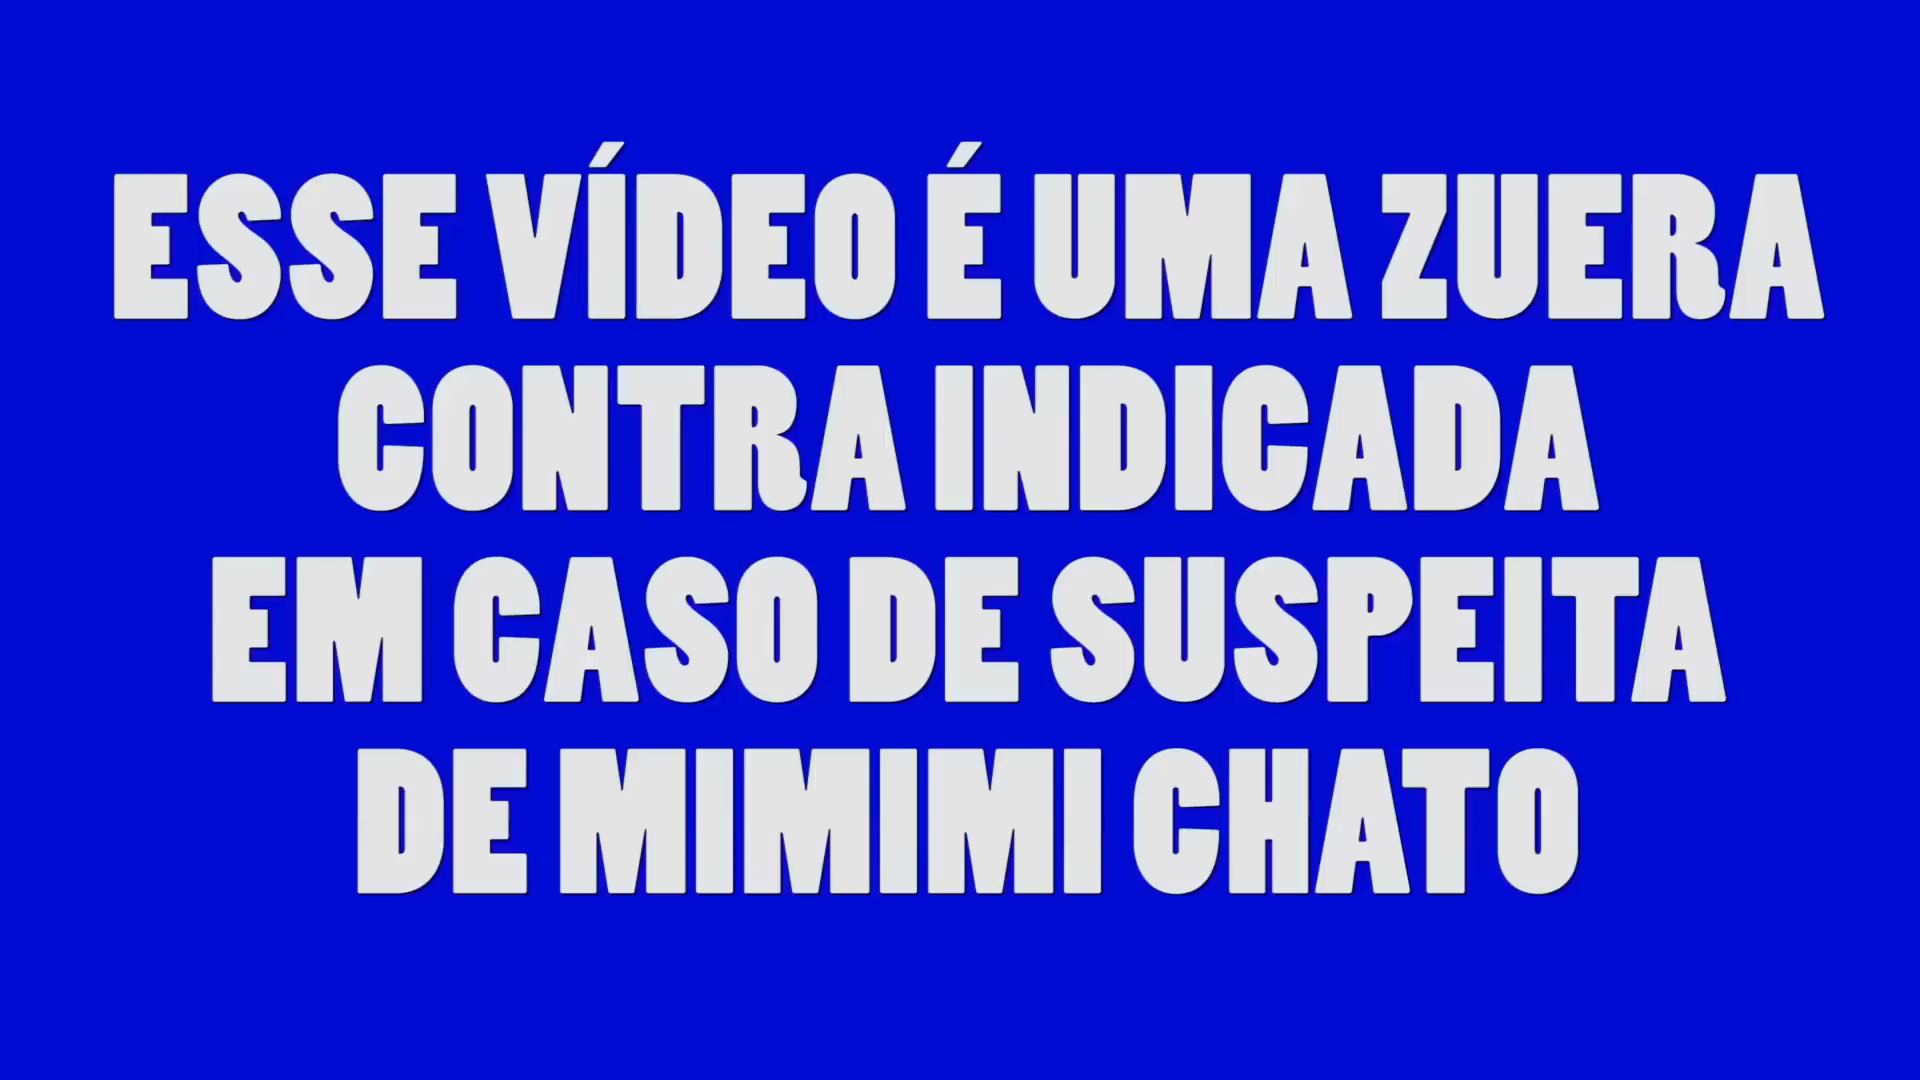 ESSE VÍDEO É UMA ZUERA
CONTRA INDICADA
EM CASO DE SUSPEITA
DE MIMIMI CHATO